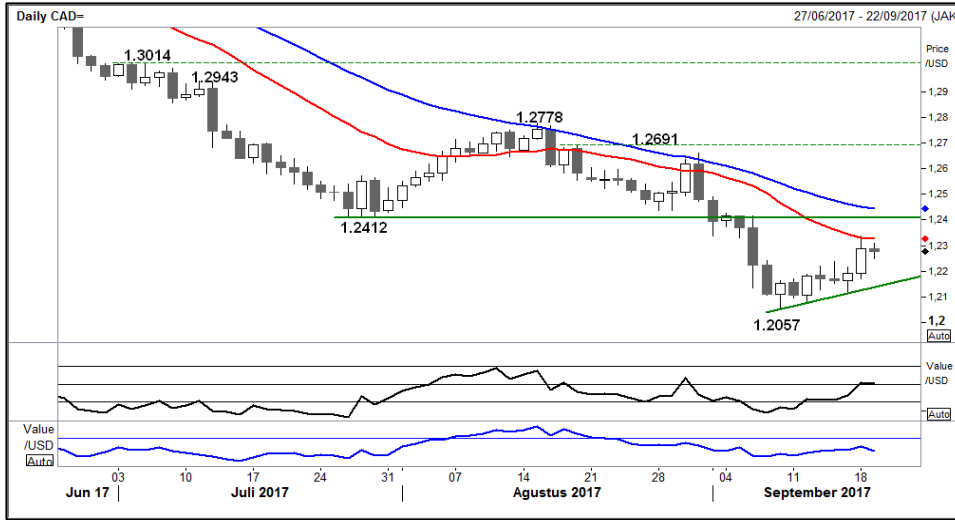 Daily CAD=
27/06/2017 - 22/09/2017 (JAK
Price
/USD
1,29
1,28
1,27
1,26
1,25
1,24
1,23
1,22
1,21
1,2
Auto
1.3014
1.2943
1.2778
1.2691
1.2412
1.2057
Value
/USD
Auto
Value
/USD
Auto
03 10 17 24 31 07 14 21 28 04 11 18
Jun 17 Juli 2017 Agustus 2017 September 2017